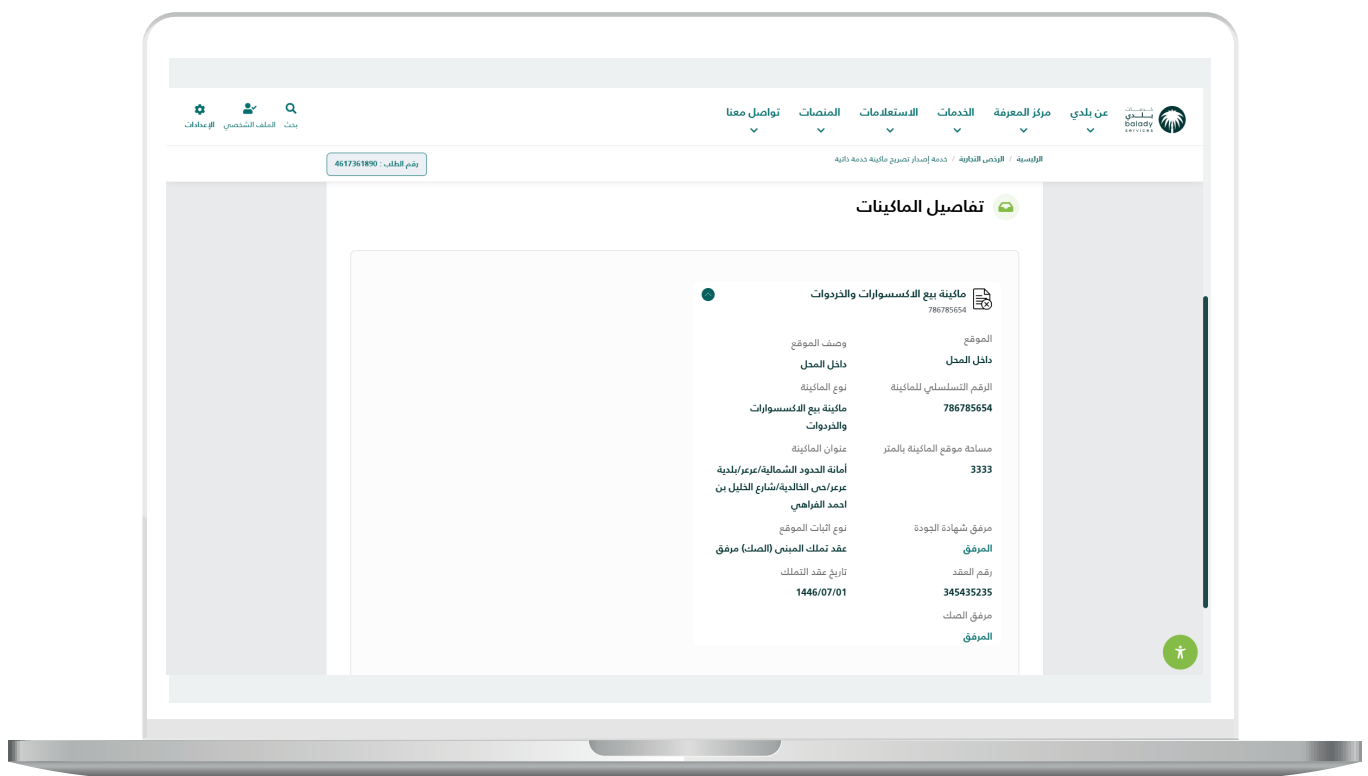 خدمات
بلدي
balady
services
عن بلدي
مركز المعرفة
الخدمات
الاستعلامات
المنصات
تواصل معنا
بحث
الملف الشخصي
الإعدادات
الرئيسية / الرخص التجارية / خدمة إصدار تصريح ماكينة خدمة ذاتية
رقم الطلب : 4617361890
تفاصيل الماكينات
ماكينة بيع الاكسسوارات والخردوات
786785654
الموقع
داخل المحل
وصف الموقع
داخل المحل
الرقم التسلسلي للماكينة
786785654
نوع الماكينة
ماكينة بيع الاكسسوارات
والخردوات
مساحة موقع الماكينة بالمتر
3333
عنوان الماكينة
أمانة الحدود الشمالية/عرعر/بلدية
عرعر/حى الخالدية/شارع الخليل بن
احمد الفراهي
مرفق شهادة الجودة
المرفق
نوع اثبات الموقع
عقد تملك المبنى (الصك) مرفق
رقم العقد
345435235
تاريخ عقد التملك
1446/07/01
مرفق الصك
المرفق